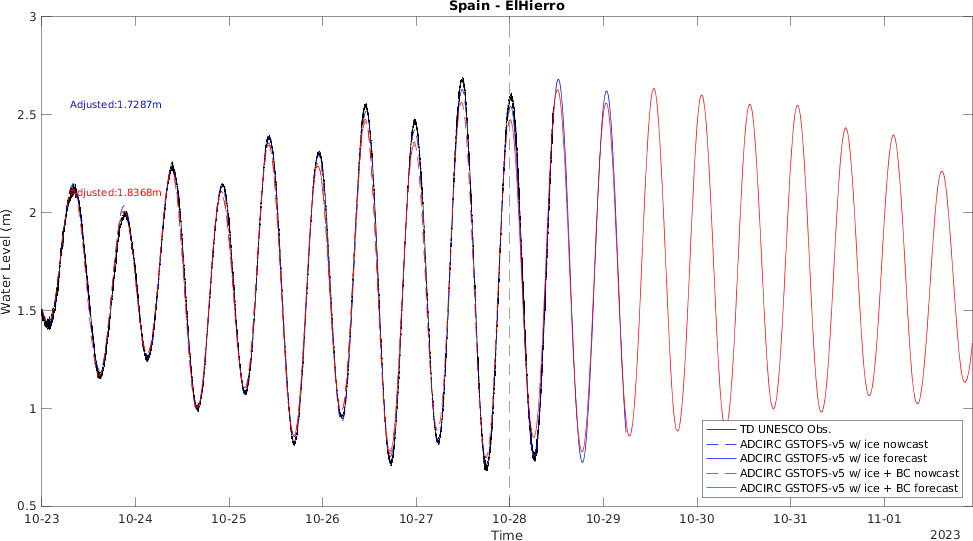 Spain - ElHierro
3
2.5
2
1.5
1
0.5
Water Level (m)
Adjusted:1.7287m
Adjusted:1.8368m
TD UNESCO Obs.
ADCIRC GSTOFS-v5 w/ ice nowcast
ADCIRC GSTOFS-v5 w/ ice forecast
ADCIRC GSTOFS-v5 w/ ice + BC nowcast
ADCIRC GSTOFS-v5 w/ ice + BC forecast
10-23 10-24 10-25 10-26 10-27 10-28 10-29 10-30 10-31 11-01
Time
2023